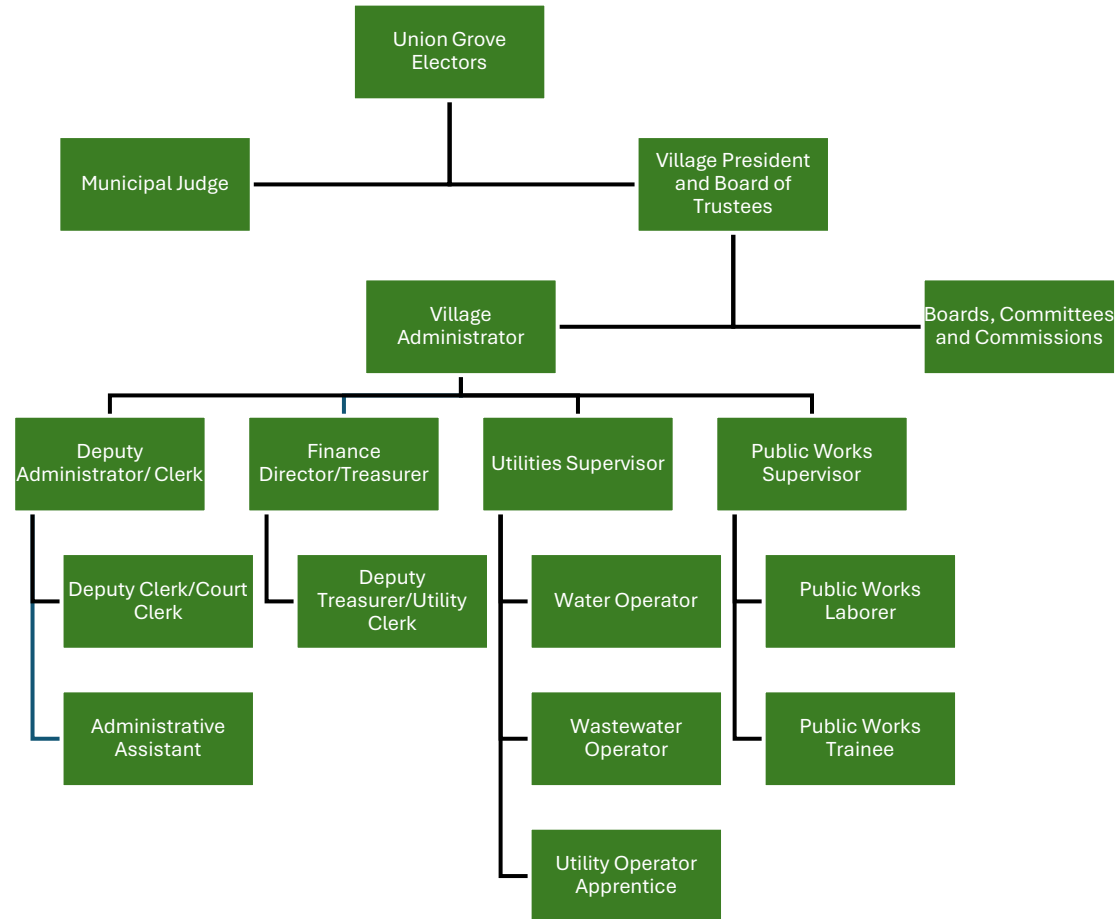 Union Grove
Electors
Municipal Judge
Village President
and Board of
Trustees
Village
Administrator
Boards, Committees
and Commissions
Deputy
Administrator/ Clerk
Finance
Director/Treasurer
Utilities Supervisor
Public Works
Supervisor
Deputy Clerk/Court
Clerk
Deputy
Treasurer/Utility
Clerk
Water Operator
Public Works
Laborer
Administrative
Assistant
Wastewater
Operator
Public Works
Trainee
Utility Operator
Apprentice